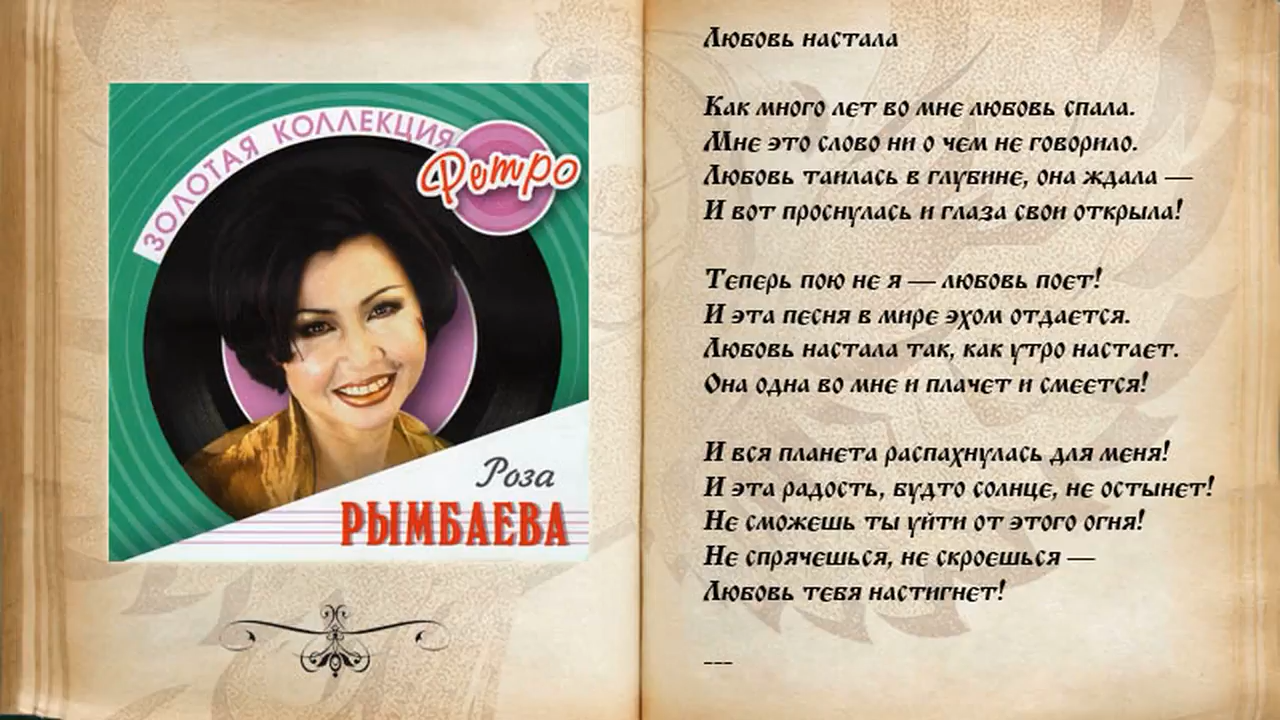 ЗОЛОТАЯ КОЛЛЕКЦИЯ
Ретро
Роза
РЫМБАЕВА
Любовь настала
Как много лет во мне любовь спала.
Мне это слово ни о чем не говорило.
Любовь таилась в глубине, она ждала —
И вот проснулась и глаза свои открыла!
Теперь пою не я — любовь поет!
И эта песня в мире эхом отдается.
Любовь настала так, как утро настает.
Она одна во мне и плачет и смеется!
И вся планета распахнулась для меня!
И эта радость, будто солнце, не остынет!
Не сможешь ты уйти от этого огня!
Не спрячешься, не скроешься —
Любовь тебя настигнет!
---